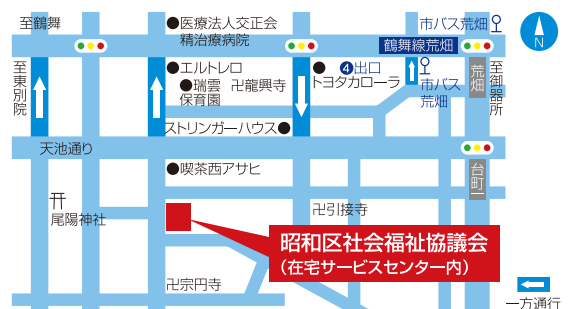 至鶴舞
●医療法人交正会
精治療病院
市バス荒畑
鶴舞線荒畑
N
至東別院
●エルトレロ
●瑞雲
保育園
卍龍興寺
●
トヨタカローラ
4出口
市バス
荒畑
荒畑
至御器所
ストリンガーハウス●
天池通り
●喫茶西アサヒ
台町一
尾陽神社
卍引接寺
昭和区社会福祉協議会
(在宅サービスセンター内)
卍宗円寺
一方通行